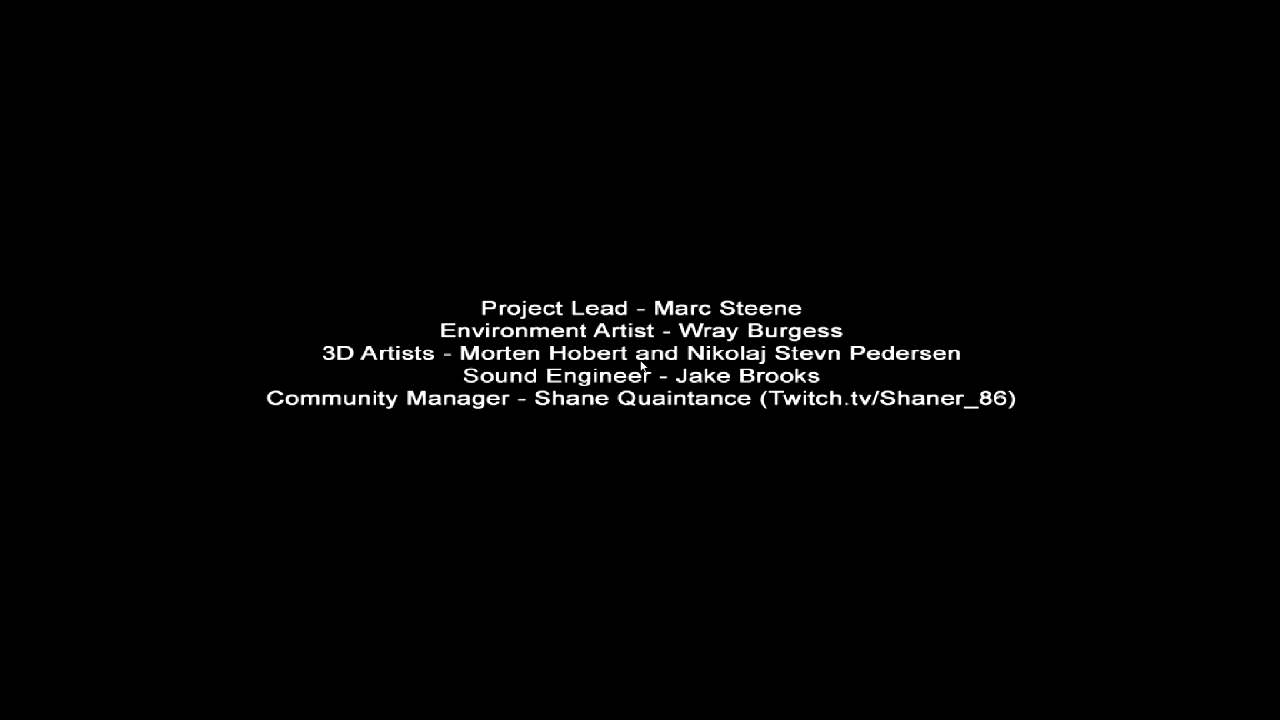 Project Lead - Marc Steene
Environment Artist - Wray Burgess
3D Artists - Morten Hobert and Nikolaj Stevn Pedersen
Sound Engineer - Jake Brooks
Community Manager - Shane Quaintance (Twitch.tv/Shaner_86)